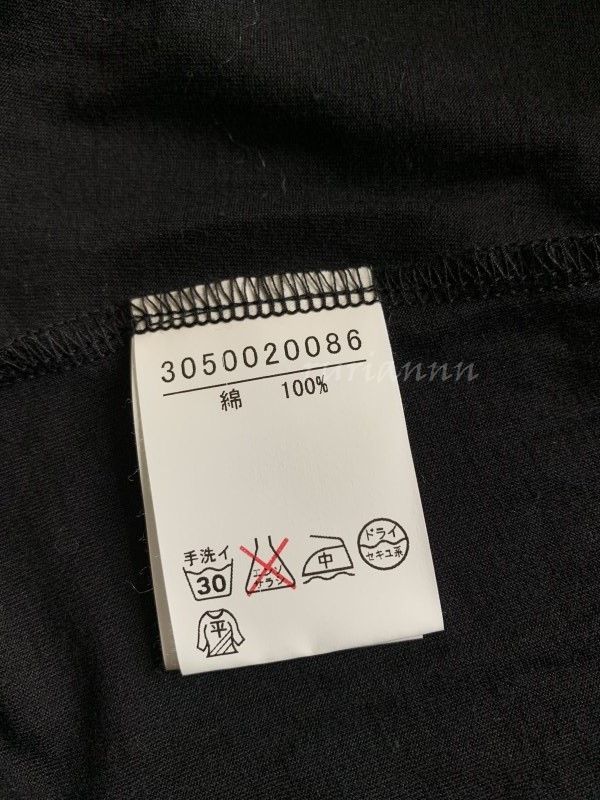 3050020086
綿 100%
手洗イ
30
エンソ
サラシ
中
ドライ
セキユ系
平